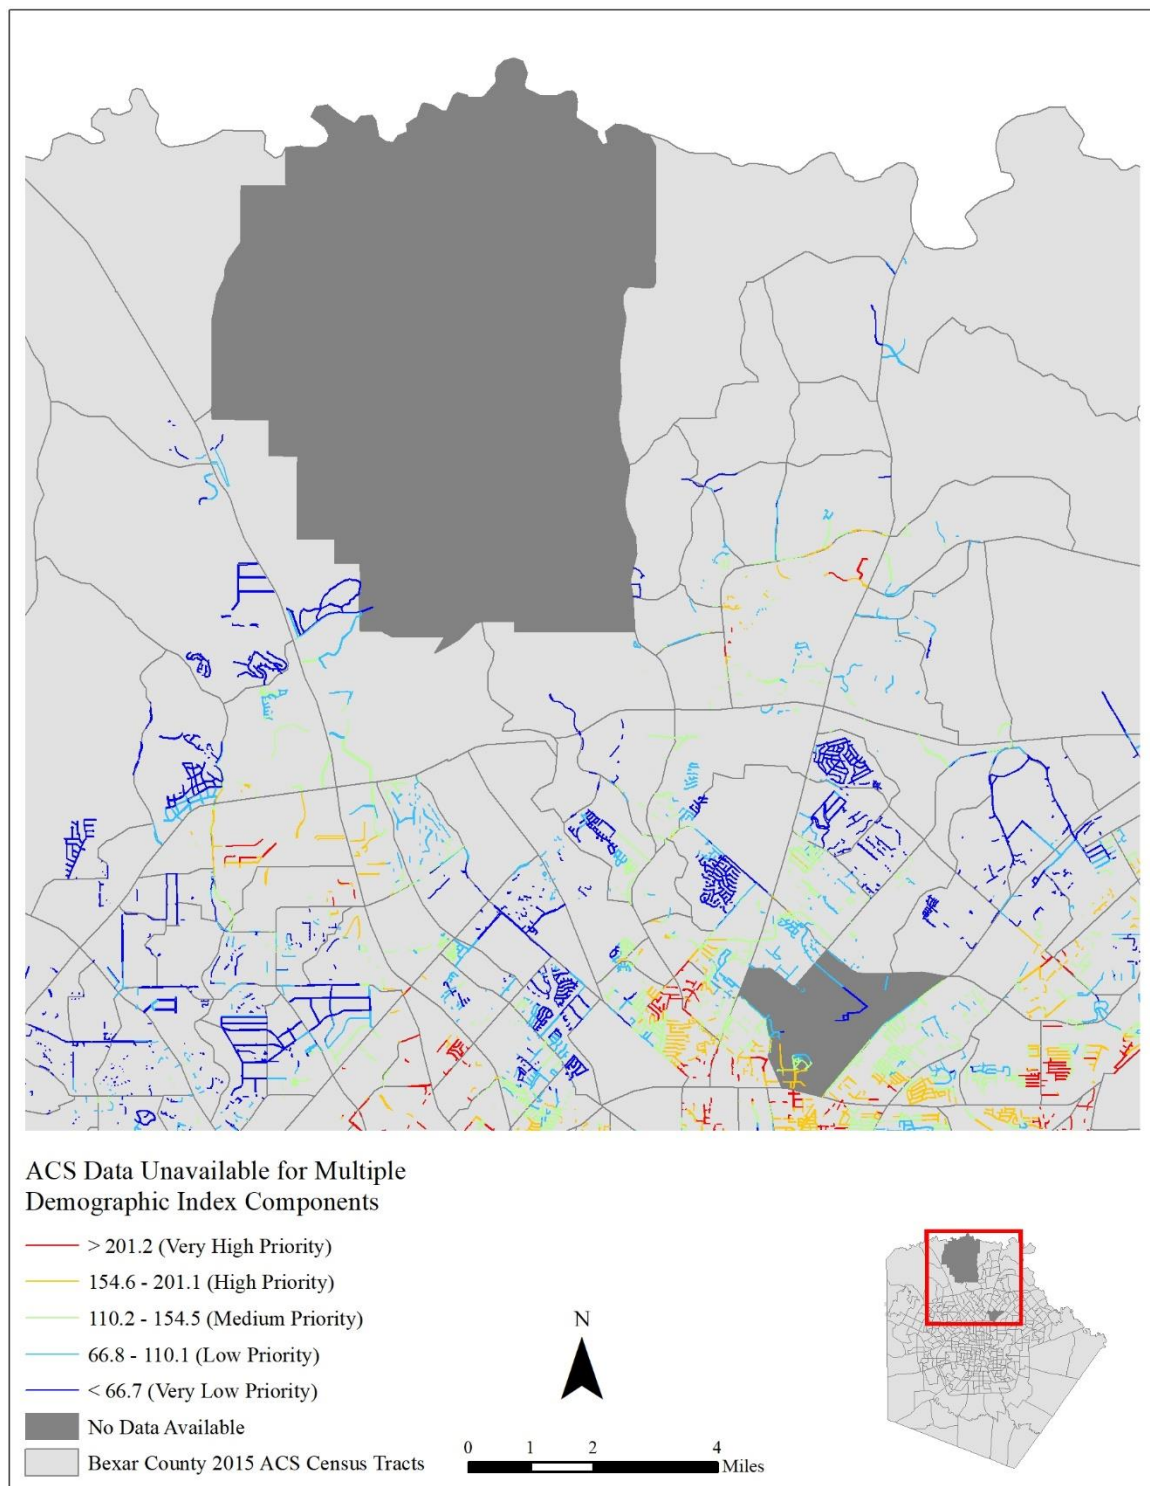 ACS Data Unavailable for Multiple
Demographic Index Components
> 201.2 (Very High Priority)
154.6 - 201.1 (High Priority)
110.2 - 154.5 (Medium Priority)
66.8 - 110.1 (Low Priority)
< 66.7 (Very Low Priority)
No Data Available
Bexar County 2015 ACS Census Tracts
N
0 1 2 4
Miles